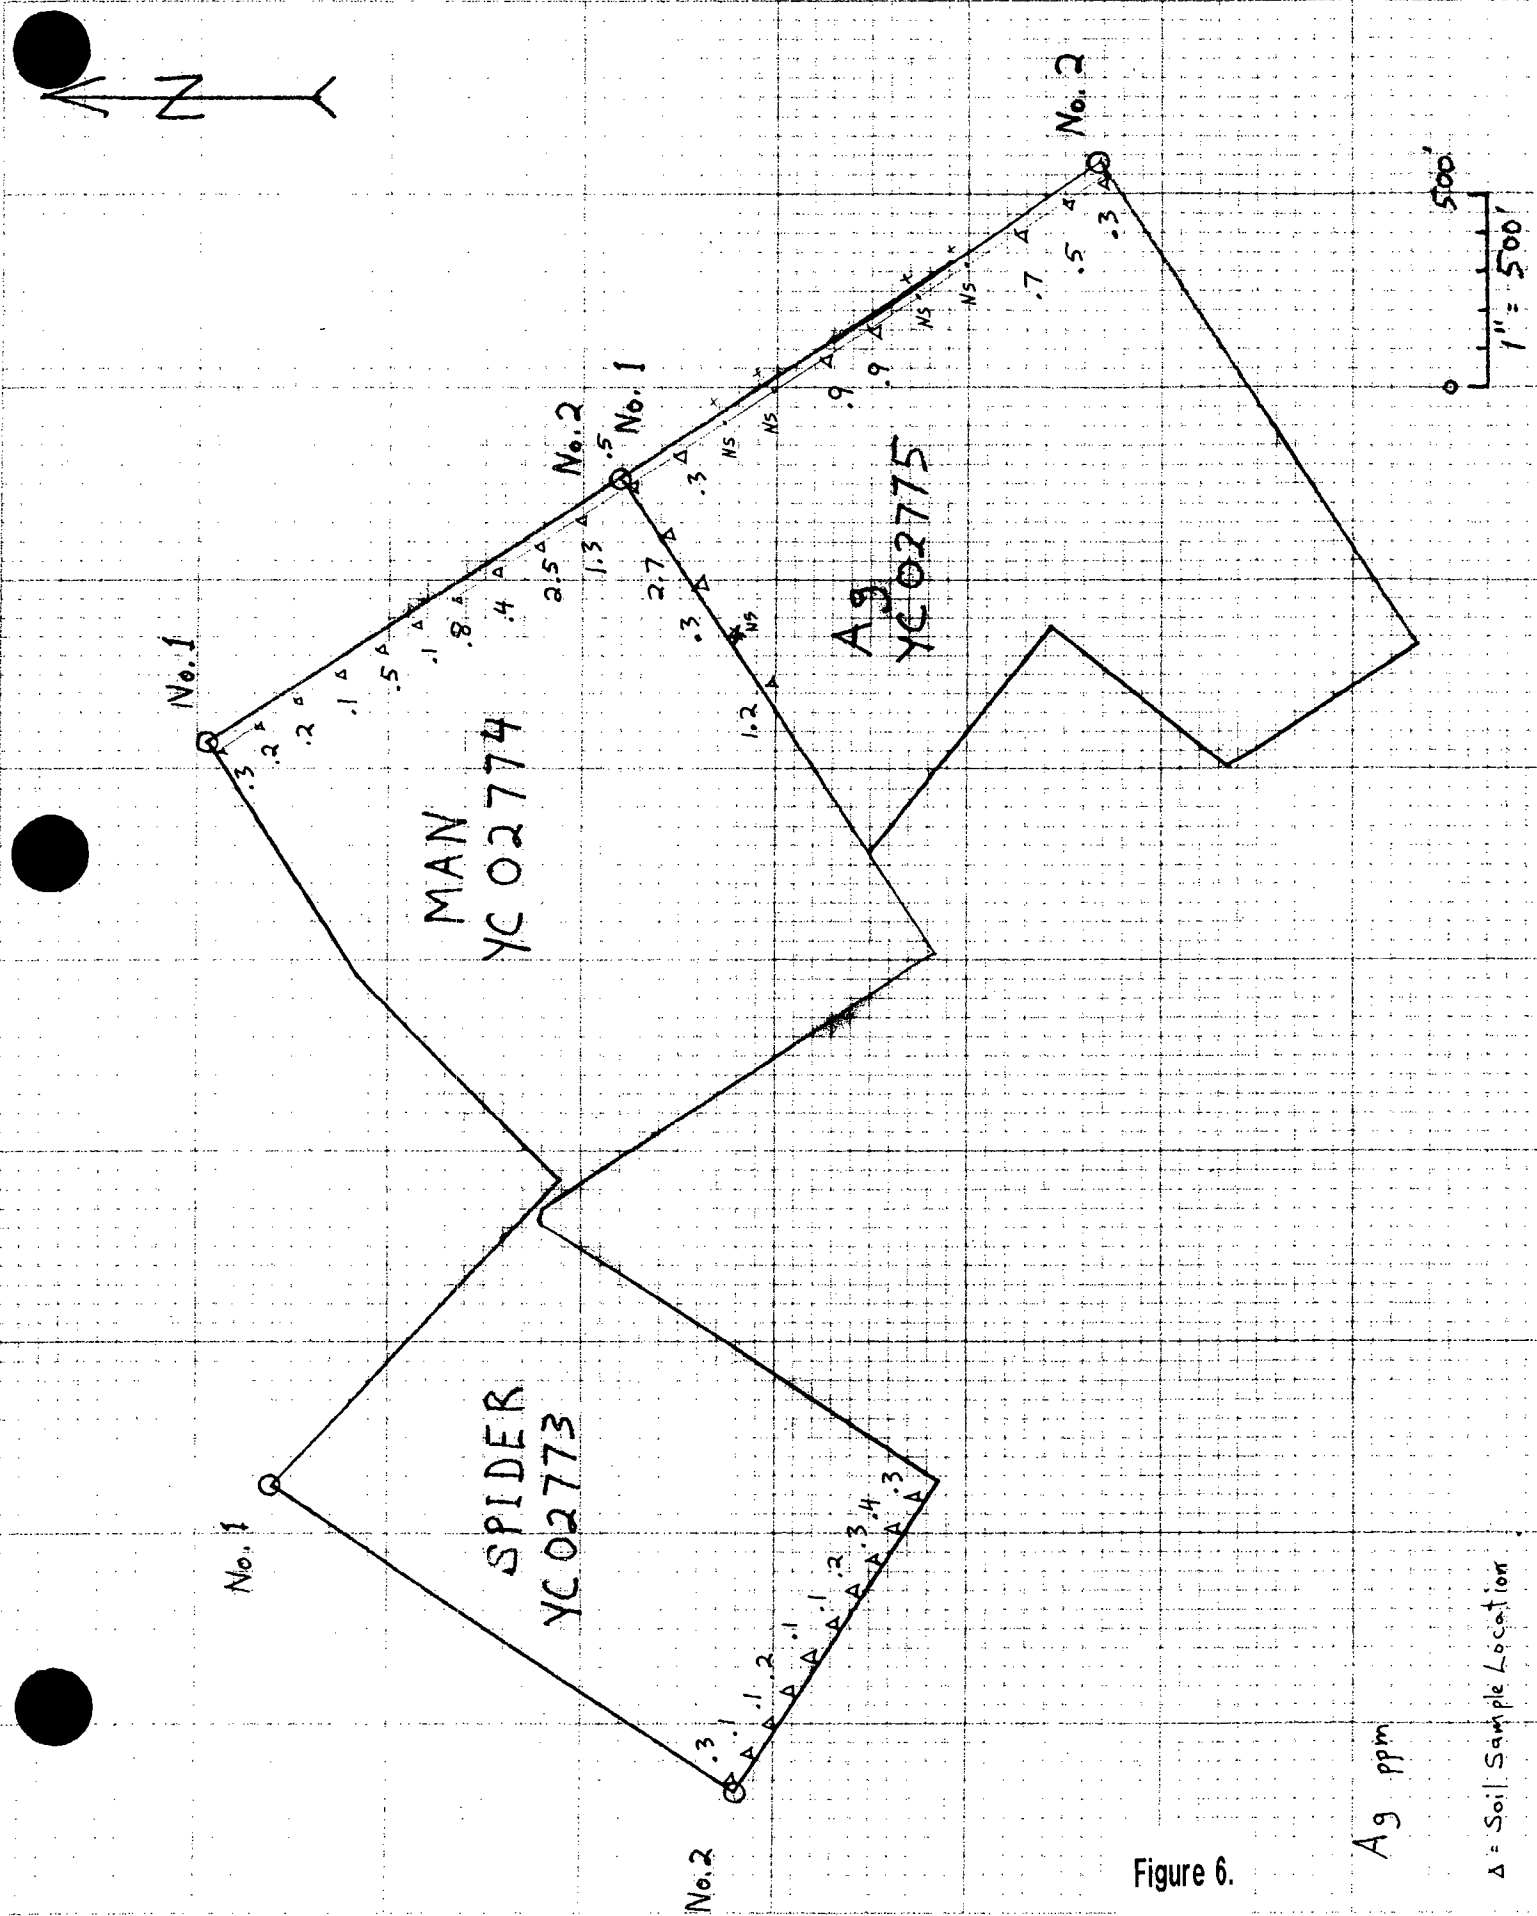 N
No. 1
No. 2
.3
.1
.1
.2
.1
.1
.2
.3
.4
.3
SPIDER
YC02773
No. 1
.3
.2
.2
.1
.5
.1
.8
.4
2.5
1.3
MAN
YC02774
No. 2
.5
No. 1
2.7
.3
NS
1.2
.3
NS
NS
.9
.9
NS
NS
.7
.5
.3
Ag
YC02775
No. 2
Ag ppm
Δ = Soil Sample Location
0 500'
1" = 500'
Figure 6.